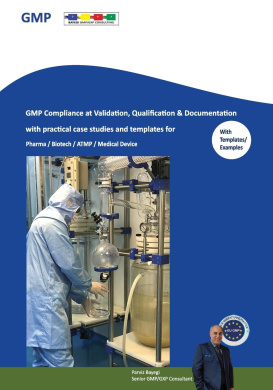 GMP
GMP Compliance at Validation, Qualification & Documentation
with practical case studies and templates for
Pharma / Biotech / ATMP / Medical Device
With
Templates/
Examples
Parviz Bayrgi
Senior GMP/GXP Consultant